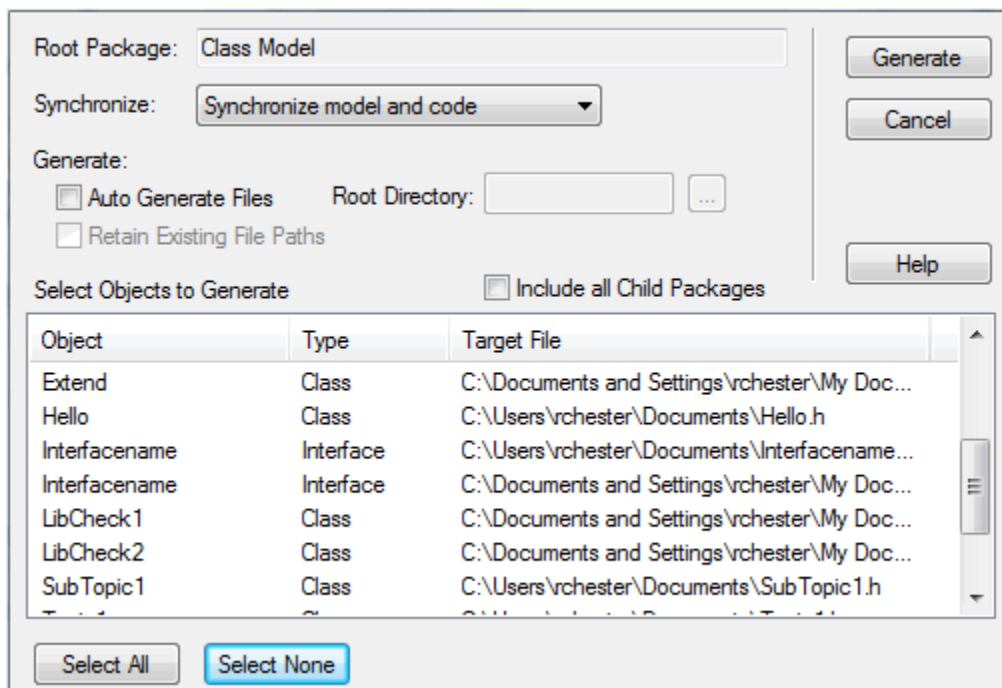 Root Package: Class Model
Generate
Synchronize: Synchronize model and code
Cancel
Generate:
Auto Generate Files Root Directory: ...
Retain Existing File Paths
Help
Select Objects to Generate Include all Child Packages
Object Type Target File
Extend Class C:\Documents and Settings\rchester\My Doc...
Hello Class C:\Users\rchester\Documents\Hello.h
Interfacename Interface C:\Users\rchester\Documents\Interfacename...
Interfacename Interface C:\Documents and Settings\rchester\My Doc...
LibCheck1 Class C:\Documents and Settings\rchester\My Doc...
LibCheck2 Class C:\Documents and Settings\rchester\My Doc...
SubTopic1 Class C:\Users\rchester\Documents\SubTopic1.h
Select All Select None